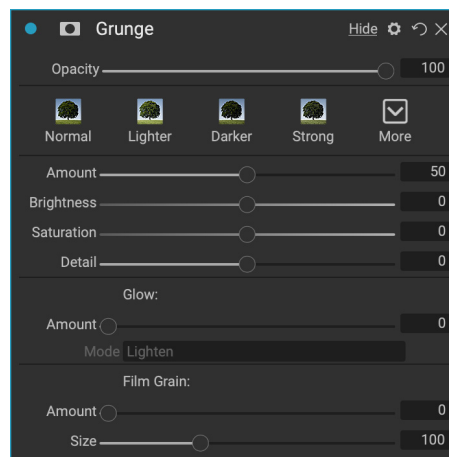 Grunge Hide
Opacity 100
Normal Lighter Darker Strong More
Amount 50
Brightness 0
Saturation 0
Detail 0
Glow:
Amount 0
Mode Lighten
Film Grain:
Amount 0
Size 100